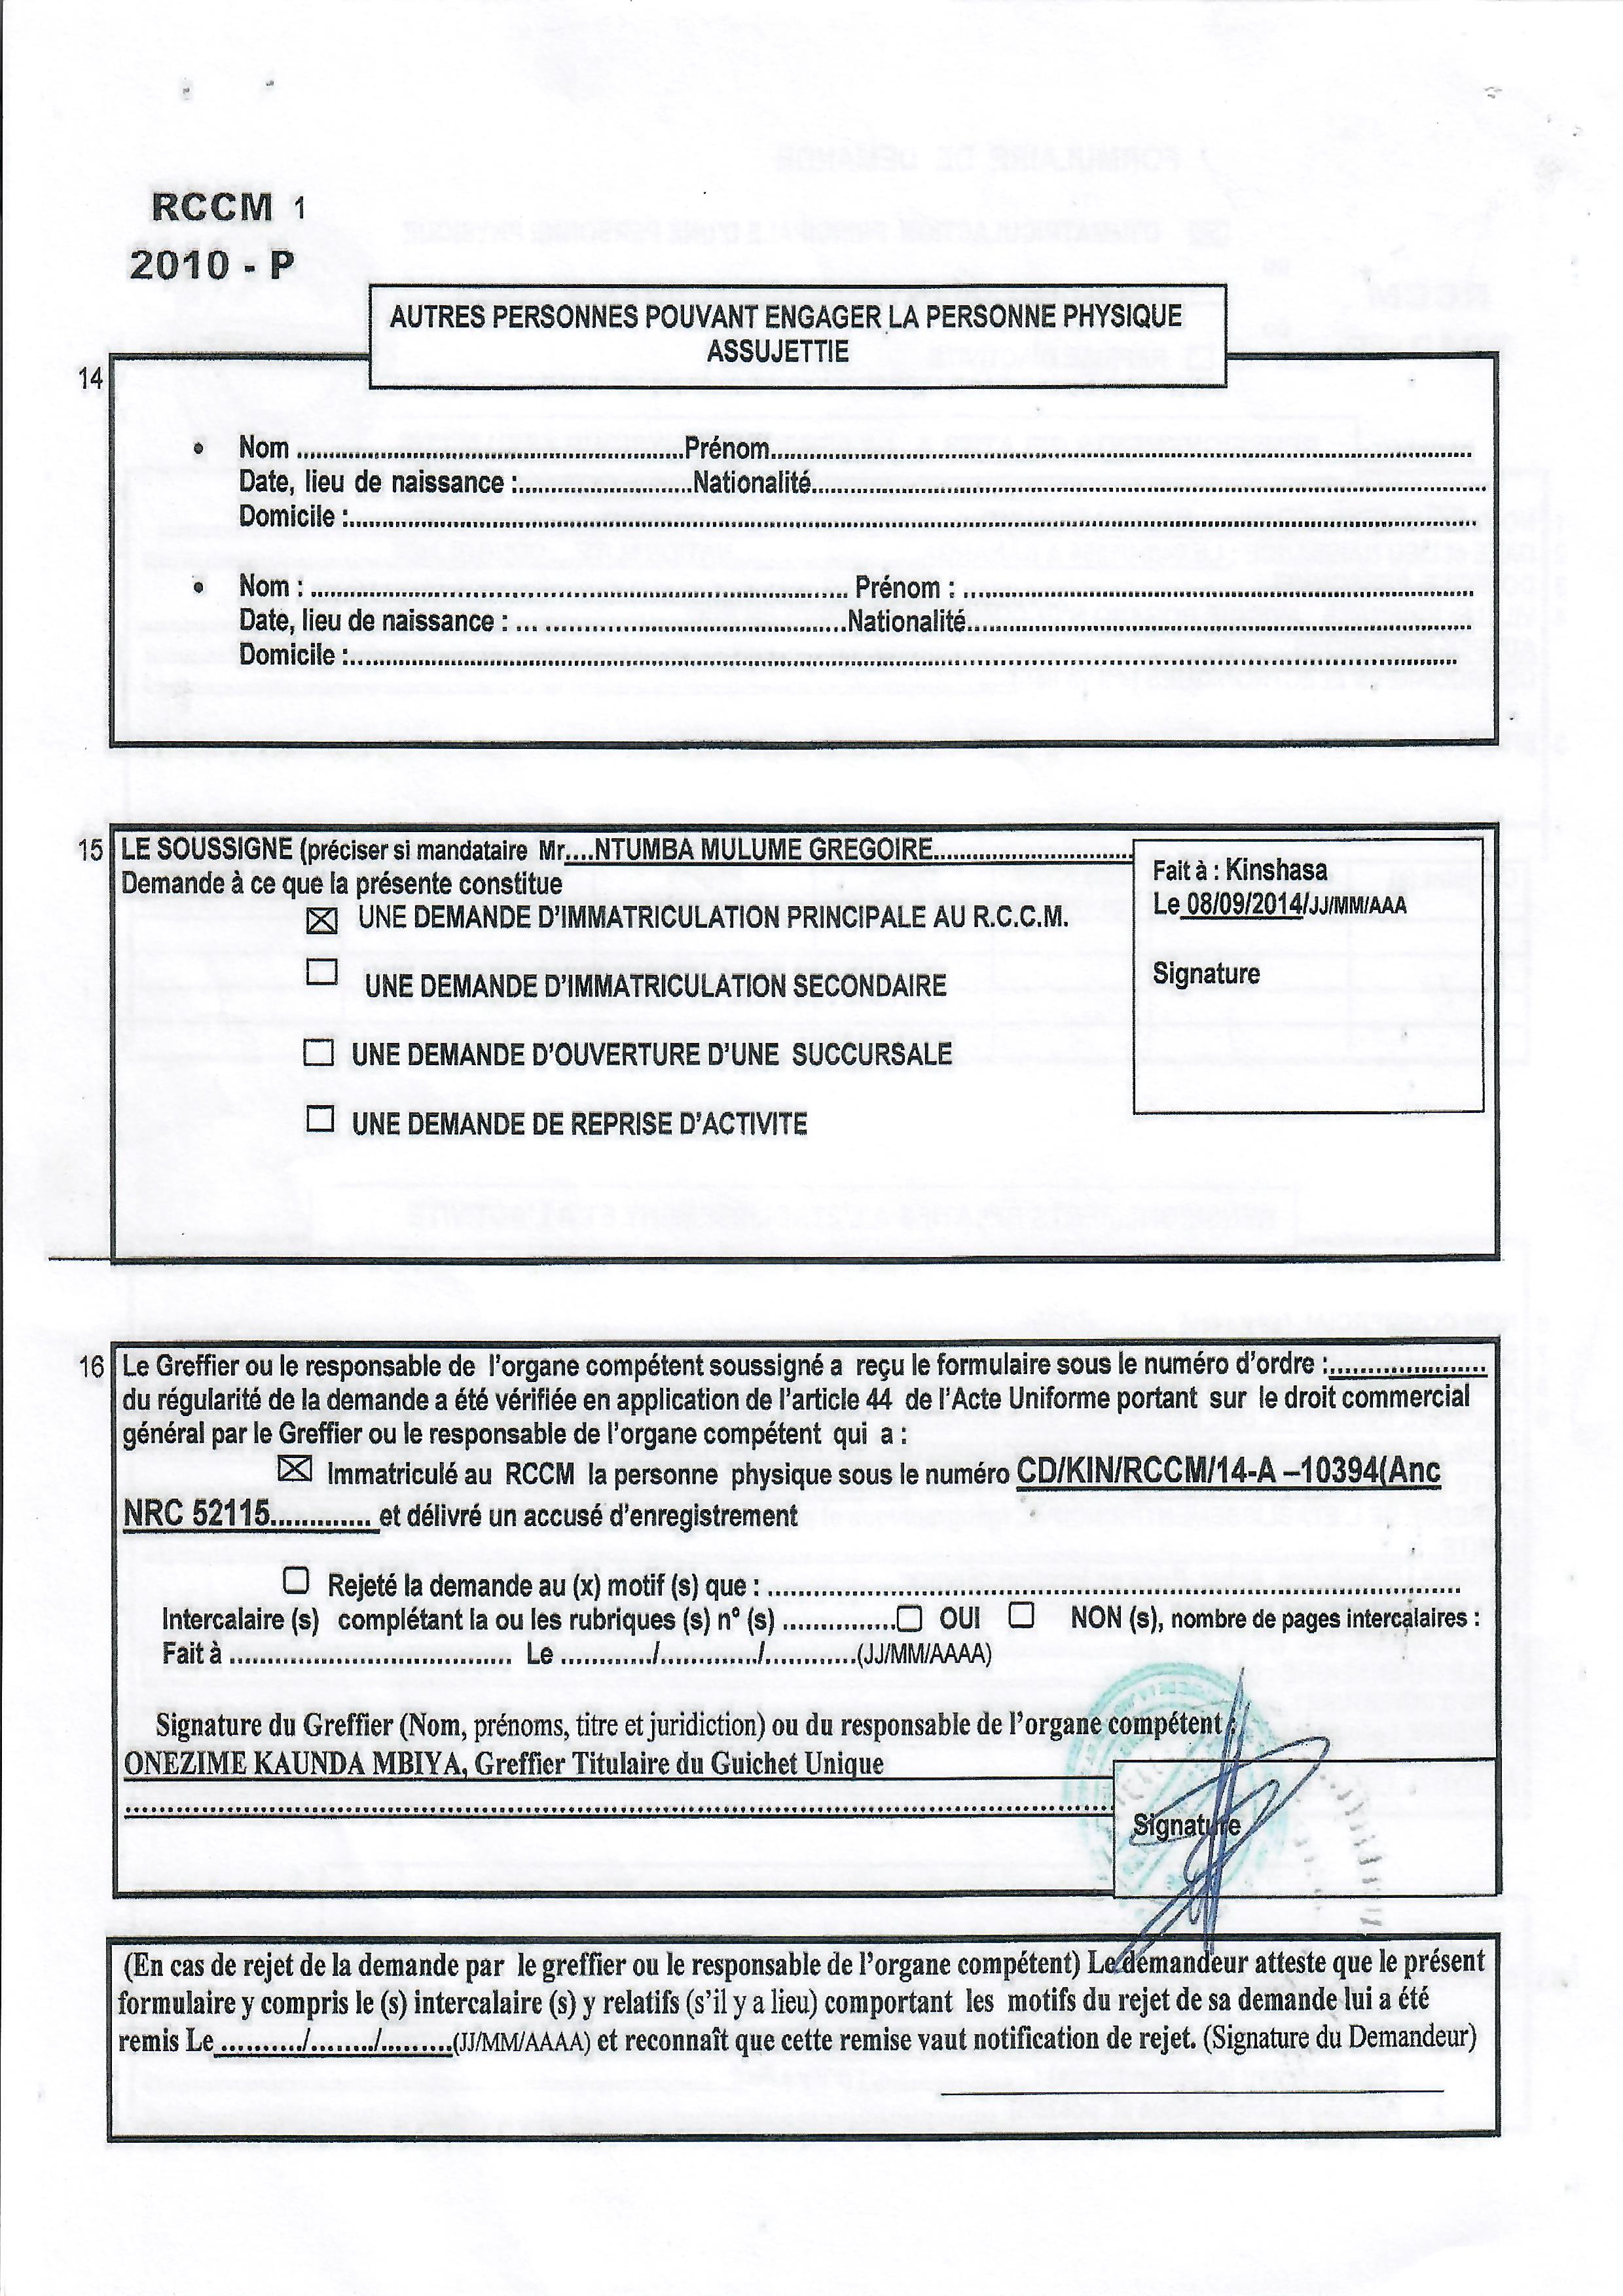 RCCM 1
2010 - P
AUTRES PERSONNES POUVANT ENGAGER LA PERSONNE PHYSIQUE
ASSUJETTIE
14
• Nom ........................................Prénom........................................
Date, lieu de naissance :....................Nationalité........................................
Domicile :........................................
• Nom : ........................................ Prénom : ........................................
Date, lieu de naissance : ........................................Nationalité........................................
Domicile :........................................
15 LE SOUSSIGNE (préciser si mandataire Mr....NTUMBA MULUME GREGOIRE....................
Demande à ce que la présente constitue
☒ UNE DEMANDE D'IMMATRICULATION PRINCIPALE AU R.C.C.M.
☐ UNE DEMANDE D'IMMATRICULATION SECONDAIRE
☐ UNE DEMANDE D'OUVERTURE D'UNE SUCCURSALE
☐ UNE DEMANDE DE REPRISE D'ACTIVITE
Fait à : Kinshasa
Le 08/09/2014/JJ/MM/AAA
Signature
16 Le Greffier ou le responsable de l'organe compétent soussigné a reçu le formulaire sous le numéro d'ordre :....................
du régularité de la demande a été vérifiée en application de l'article 44 de l'Acte Uniforme portant sur le droit commercial
général par le Greffier ou le responsable de l'organe compétent qui a :
☒ Immatriculé au RCCM la personne physique sous le numéro CD/KIN/RCCM/14-A –10394(Anc
NRC 52115............. et délivré un accusé d'enregistrement
☐ Rejeté la demande au (x) motif (s) que : ........................................
Intercalaire (s) complétant la ou les rubriques (s) n° (s) ................☐ OUI ☐ NON (s), nombre de pages intercalaires :
Fait à .................................... Le ............/............./............(JJ/MM/AAAA)
Signature du Greffier (Nom, prénoms, titre et juridiction) ou du responsable de l'organe compétent :
ONEZIME KAUNDA MBIYA, Greffier Titulaire du Guichet Unique
........................................
Signature
(En cas de rejet de la demande par le greffier ou le responsable de l'organe compétent) Le demandeur atteste que le présent
formulaire y compris le (s) intercalaire (s) y relatifs (s'il y a lieu) comportant les motifs du rejet de sa demande lui a été
remis Le........../......../.........(JJ/MM/AAAA) et reconnaît que cette remise vaut notification de rejet. (Signature du Demandeur)